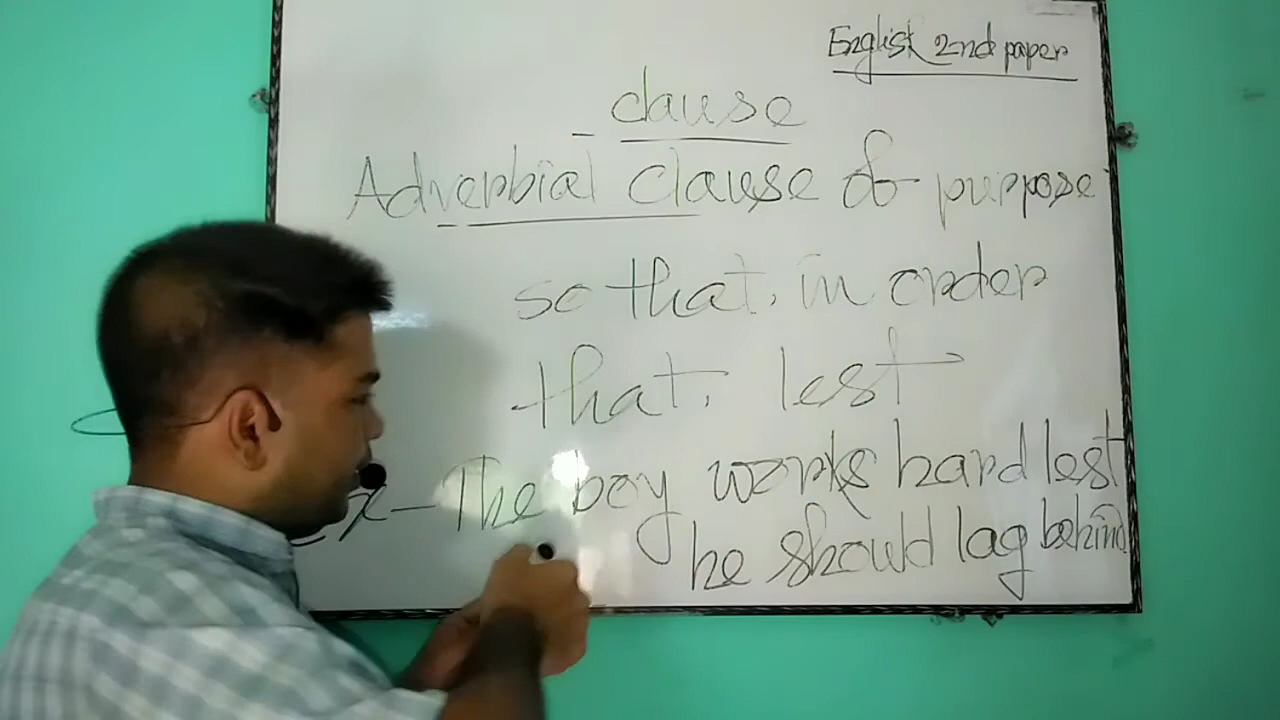 English 2nd paper
clause
Adverbial clause of purpose
so that, in order
that, lest
Ex - The boy works hard lest
he should lag behind